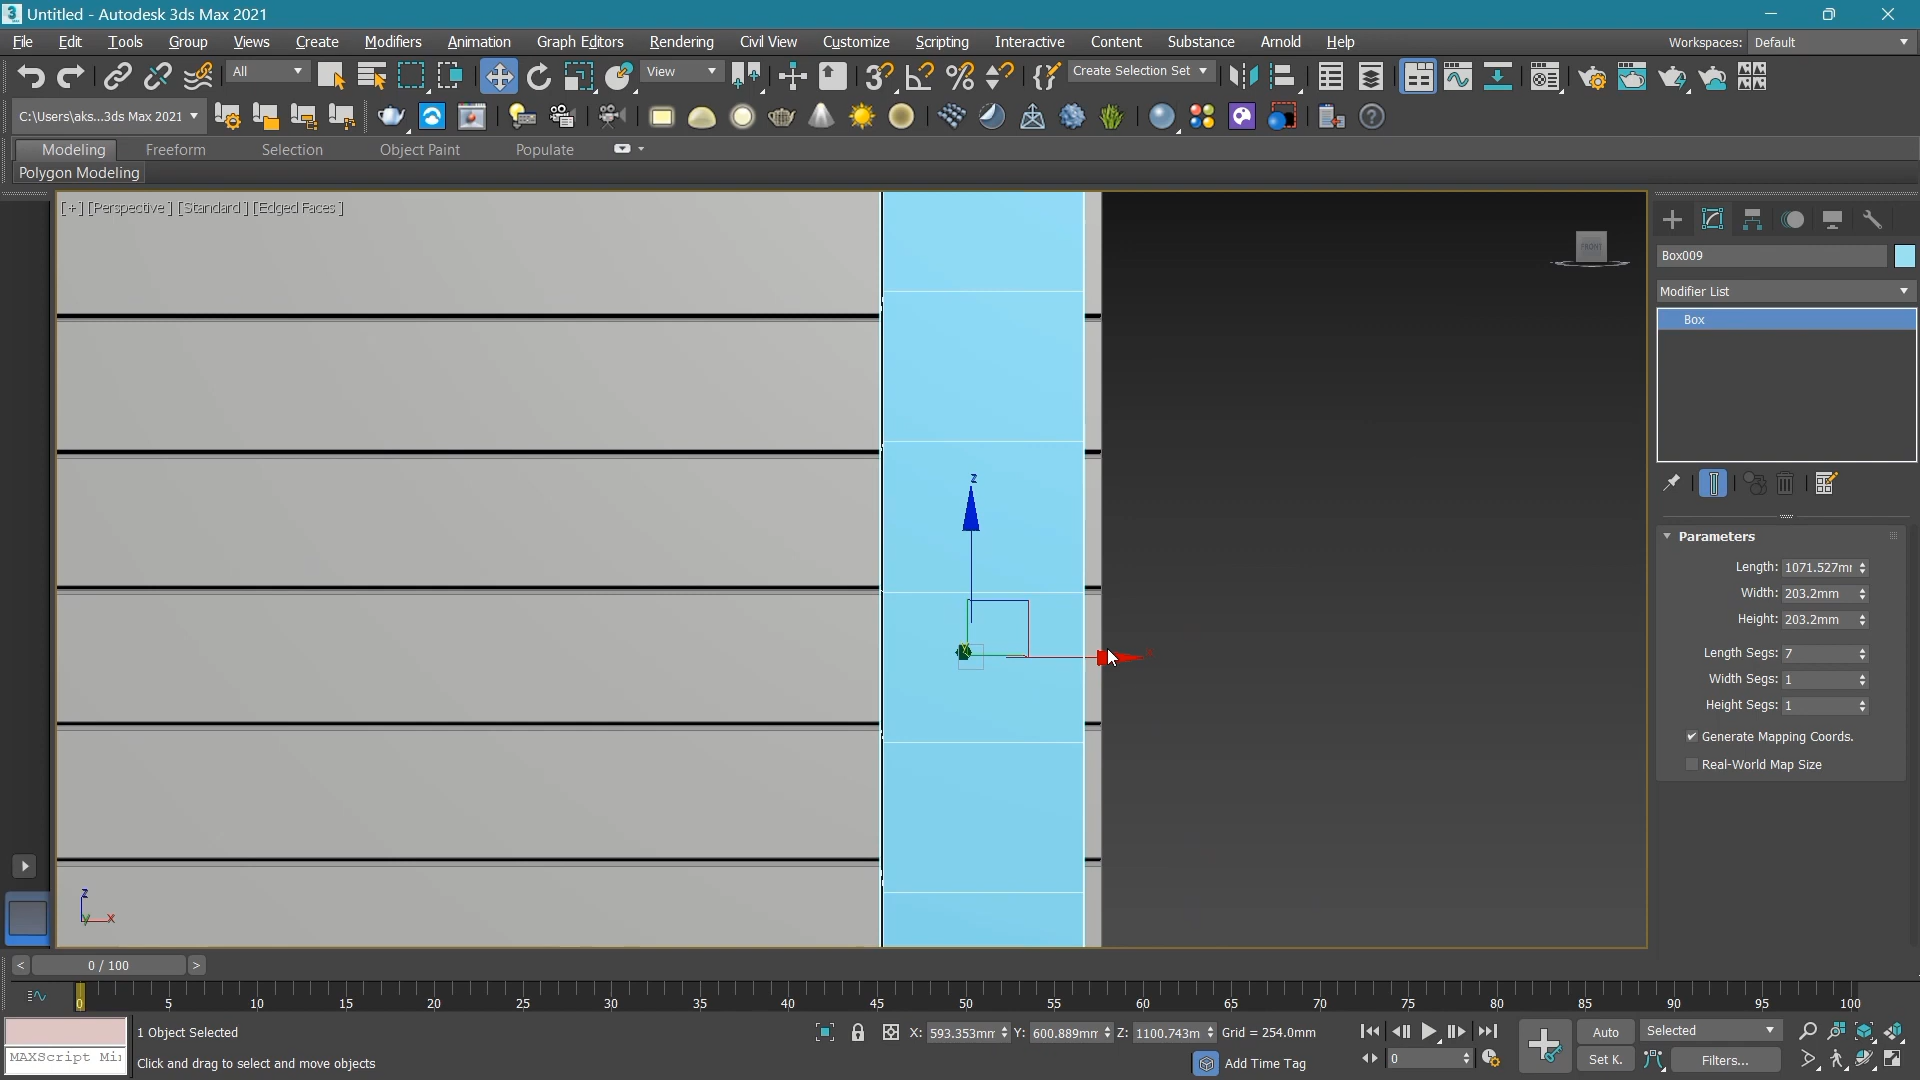 Untitled - Autodesk 3ds Max 2021
File Edit Tools Group Views Create Modifiers Animation Graph Editors Rendering Civil View Customize Scripting Interactive Content Substance Arnold Help
Workspaces: Default
All View Create Selection Set
C:\Users\aks...3ds Max 2021
Modeling Freeform Selection Object Paint Populate
Polygon Modeling
[+] [Perspective] [Standard] [Edged Faces]
FRONT
Box009
Modifier List
Box
z
Parameters
Length: 1071.527mm
Width: 203.2mm
Height: 203.2mm
Length Segs: 7
Width Segs: 1
Height Segs: 1
Generate Mapping Coords.
Real-World Map Size
z
y x
< 0 / 100 >
0 5 10 15 20 25 30 35 40 45 50 55 60 65 70 75 80 85 90 95 100
1 Object Selected
X: 593.353mm Y: 600.889mm Z: 1100.743m Grid = 254.0mm
Auto Selected
MAXScript Mi
Click and drag to select and move objects
Add Time Tag
0
Set K. Filters...